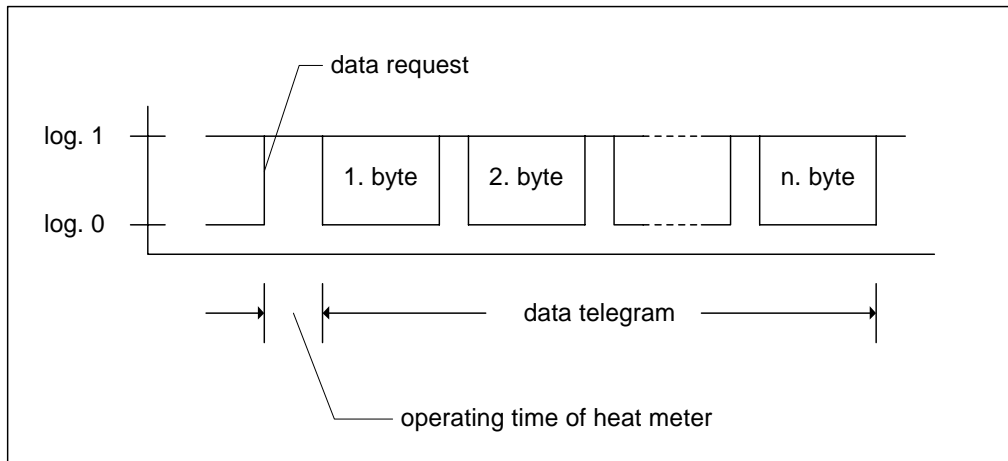 data request
log. 1
1. byte
2. byte
n. byte
log. 0
data telegram
operating time of heat meter